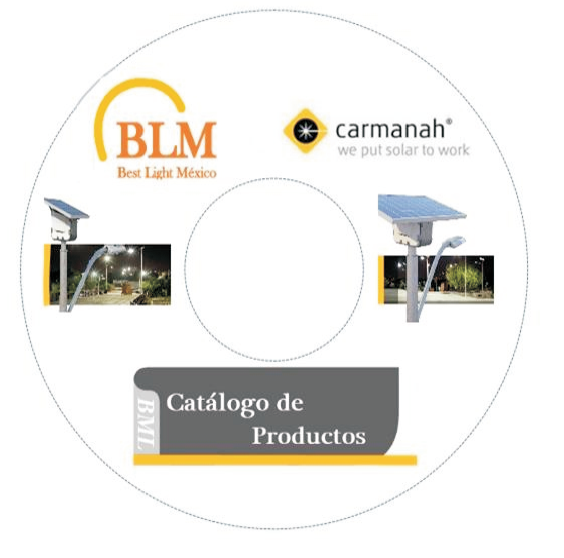 BLM
Best Light México
carmanah®
we put solar to work
BML
Catálogo de
Productos